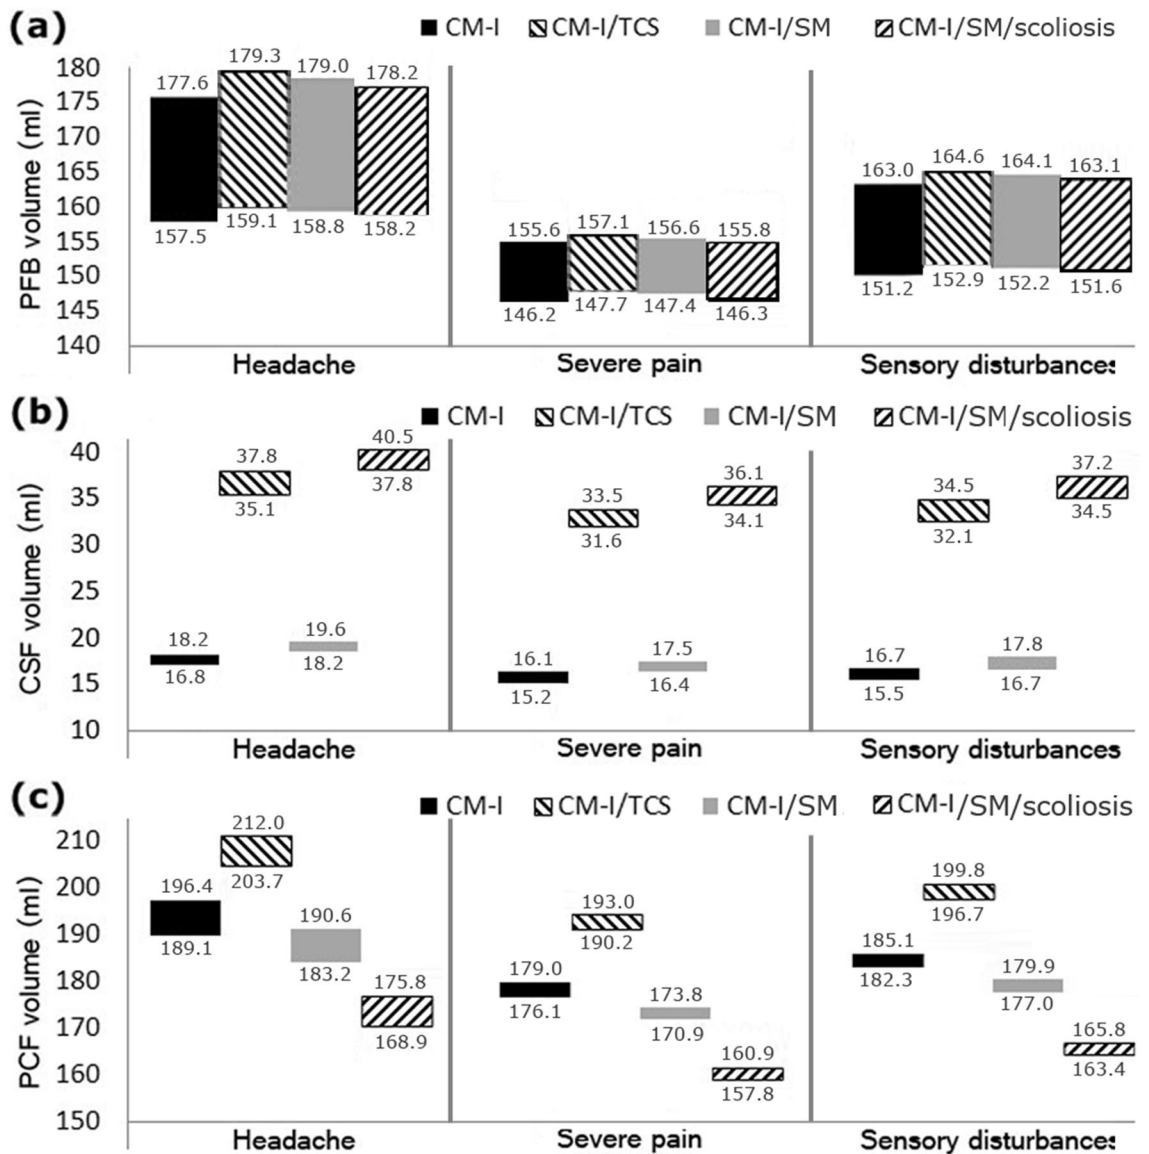 (a)
CM-I CM-I/TCS CM-I/SM CM-I/SM/scoliosis
PFB volume (ml)
180
175
170
165
160
155
150
145
140
177.6 179.3 179.0 178.2
157.5 159.1 158.8 158.2
155.6 157.1 156.6 155.8
146.2 147.7 147.4 146.3
163.0 164.6 164.1 163.1
151.2 152.9 152.2 151.6
Headache Severe pain Sensory disturbances
(b)
CM-I CM-I/TCS CM-I/SM CM-I/SM/scoliosis
CSF volume (ml)
40
35
30
25
20
15
10
18.2 37.8 19.6 40.5
16.8 35.1 18.2 37.8
16.1 33.5 17.5 36.1
15.2 31.6 16.4 34.1
16.7 34.5 17.8 37.2
15.5 32.1 16.7 34.5
Headache Severe pain Sensory disturbances
(c)
CM-I CM-I/TCS CM-I/SM CM-I/SM/scoliosis
PCF volume (ml)
210
200
190
180
170
160
150
196.4 212.0 190.6 175.8
189.1 203.7 183.2 168.9
179.0 193.0 173.8 160.9
176.1 190.2 170.9 157.8
185.1 199.8 179.9 165.8
182.3 196.7 177.0 163.4
Headache Severe pain Sensory disturbances